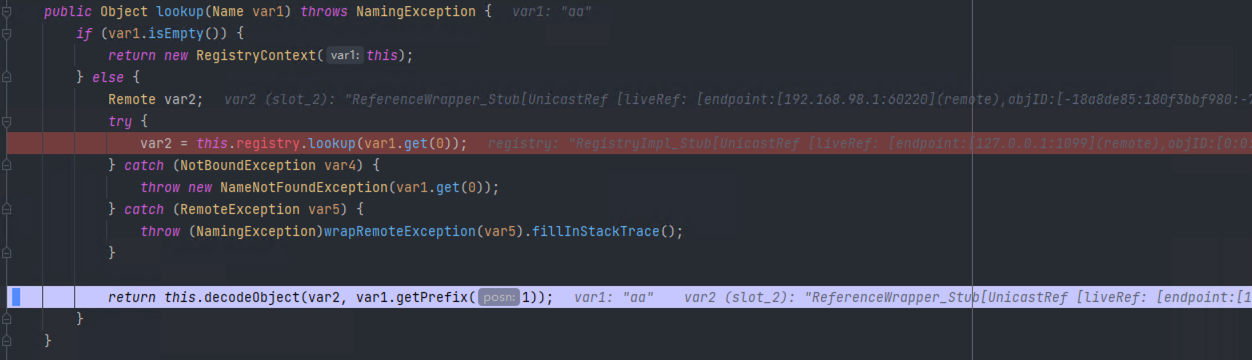 public Object lookup(Name var1) throws NamingException {   var1: "aa"
    if (var1.isEmpty()) {
        return new RegistryContext( var1: this);
    } else {
        Remote var2;   var2 (slot_2): "ReferenceWrapper_Stub[UnicastRef [liveRef: [endpoint:[192.168.98.1:60220](remote),objID:[-18a8de85:180f3bbf980:-7
        try {
            var2 = this.registry.lookup(var1.get(0));   registry: "RegistryImpl_Stub[UnicastRef [liveRef: [endpoint:[127.0.0.1:1099](remote),objID:[0:0:
        } catch (NotBoundException var4) {
            throw new NameNotFoundException(var1.get(0));
        } catch (RemoteException var5) {
            throw (NamingException)wrapRemoteException(var5).fillInStackTrace();
        }
        return this.decodeObject(var2, var1.getPrefix( posn: 1));   var1: "aa"    var2 (slot_2): "ReferenceWrapper_Stub[UnicastRef [liveRef: [endpoint:[1
    }
}